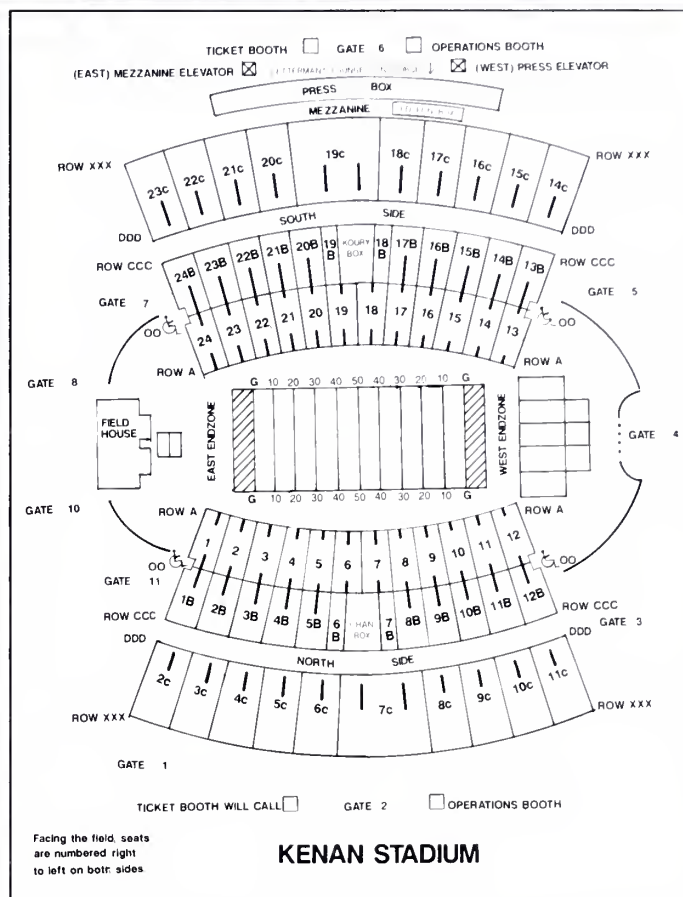 TICKET BOOTH GATE 6 OPERATIONS BOOTH
(EAST) MEZZANINE ELEVATOR (WEST) PRESS ELEVATOR
PRESS BOX
MEZZANINE
ROW XXX 23C 22C 21C 20C 19C 18C 17C 16C 15C 14C ROW XXX
DDD SOUTH SIDE DDD
ROW CCC 24B 23B 22B 21B 20B 19B KOURY BOX 18B 17B 16B 15B 14B 13B ROW CCC
GATE 7 GATE 5
OO 24 23 22 21 20 19 18 17 16 15 14 13 OO
ROW A ROW A
GATE 8
G 10 20 30 40 50 40 30 20 10 G
FIELD HOUSE EAST ENDZONE WEST ENDZONE GATE 4
G 10 20 30 40 50 40 30 20 10 G
GATE 10
ROW A ROW A
OO 1 2 3 4 5 6 7 8 9 10 11 12 OO
GATE 11
1B 2B 3B 4B 5B 6B BOX 7B 8B 9B 10B 11B 12B
ROW CCC ROW CCC
GATE 3
DDD NORTH SIDE DDD
2C 3C 4C 5C 6C 7C 8C 9C 10C 11C
ROW XXX ROW XXX
GATE 1
TICKET BOOTH WILL CALL GATE 2 OPERATIONS BOOTH
Facing the field, seats
are numbered right
to left on both sides
KENAN STADIUM